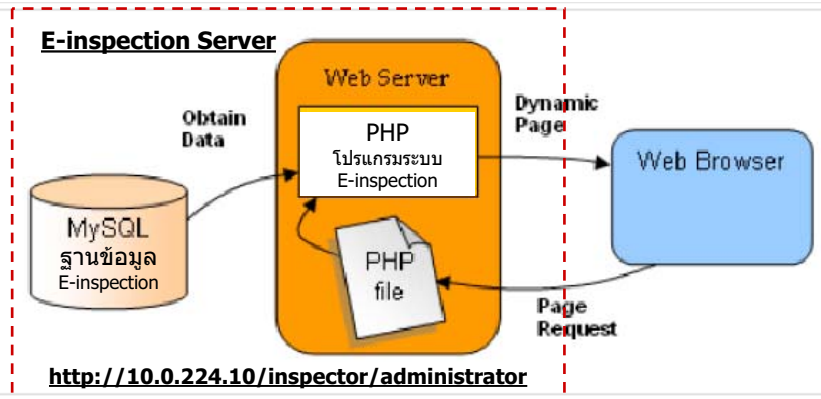 E-inspection Server
Web Server
Obtain
Data
PHP
โปรแกรมระบบ
E-inspection
Dynamic
Page
Web Browser
MySQL
ฐานข้อมูล
E-inspection
PHP
file
Page
Request
http://10.0.224.10/inspector/administrator